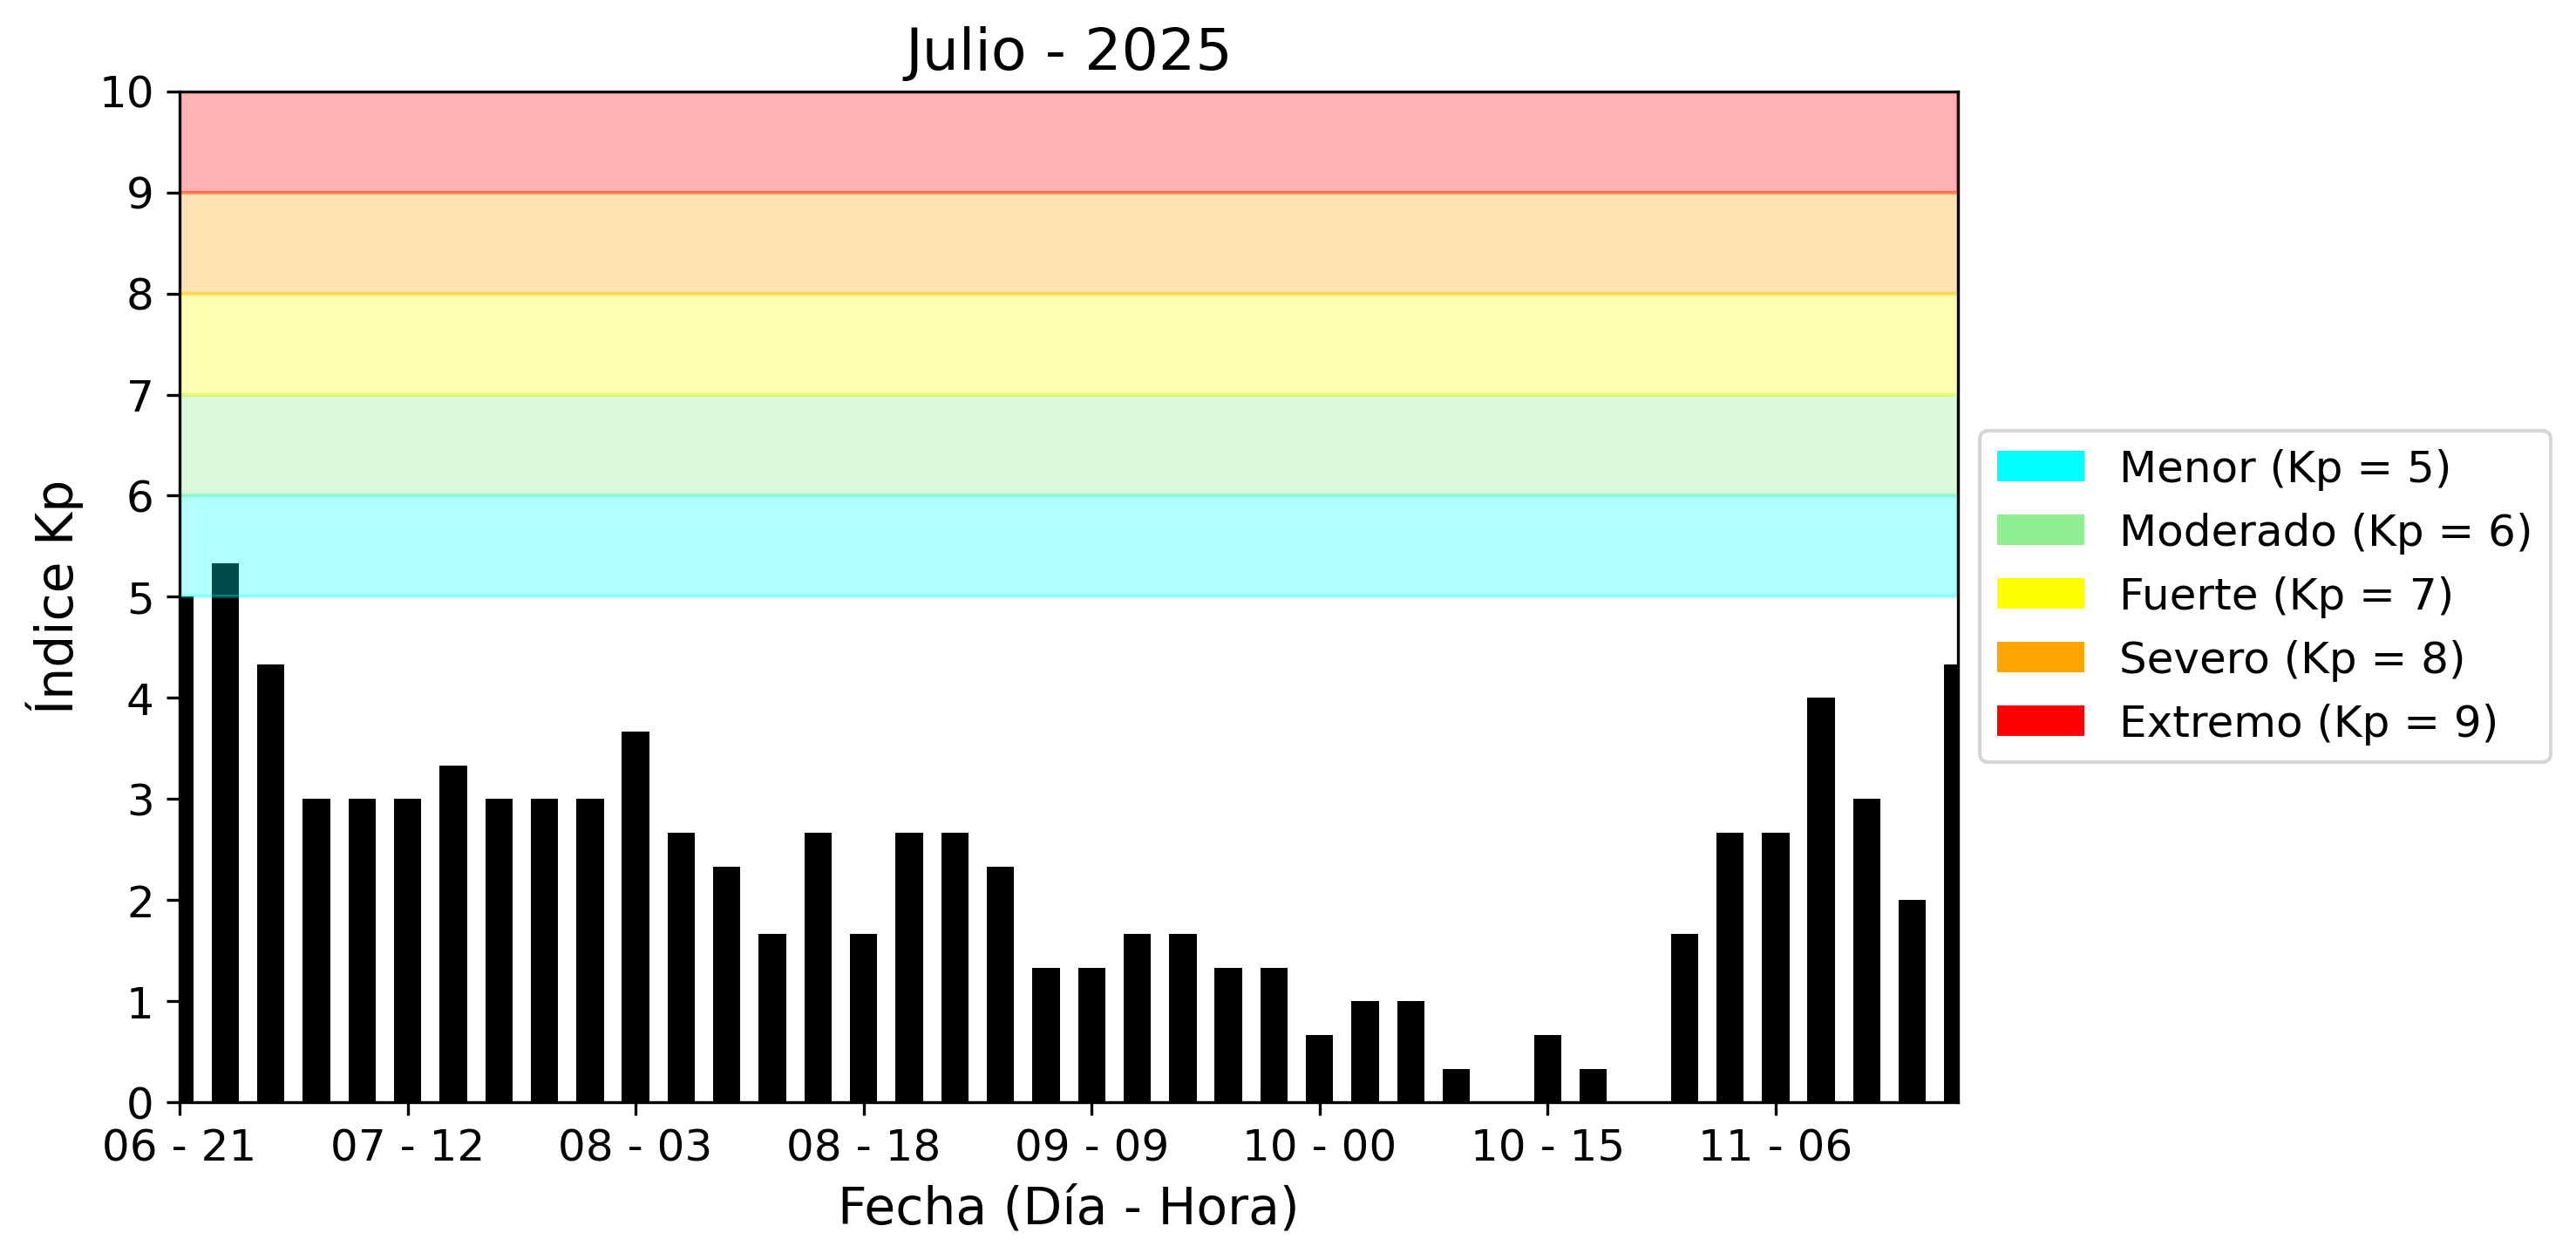 Julio - 2025
10
9
8
7
6
5
4
3
2
1
0
Índice Kp
06 - 21 07 - 12 08 - 03 08 - 18 09 - 09 10 - 00 10 - 15 11 - 06
Fecha (Día - Hora)
Menor (Kp = 5)
Moderado (Kp = 6)
Fuerte (Kp = 7)
Severo (Kp = 8)
Extremo (Kp = 9)